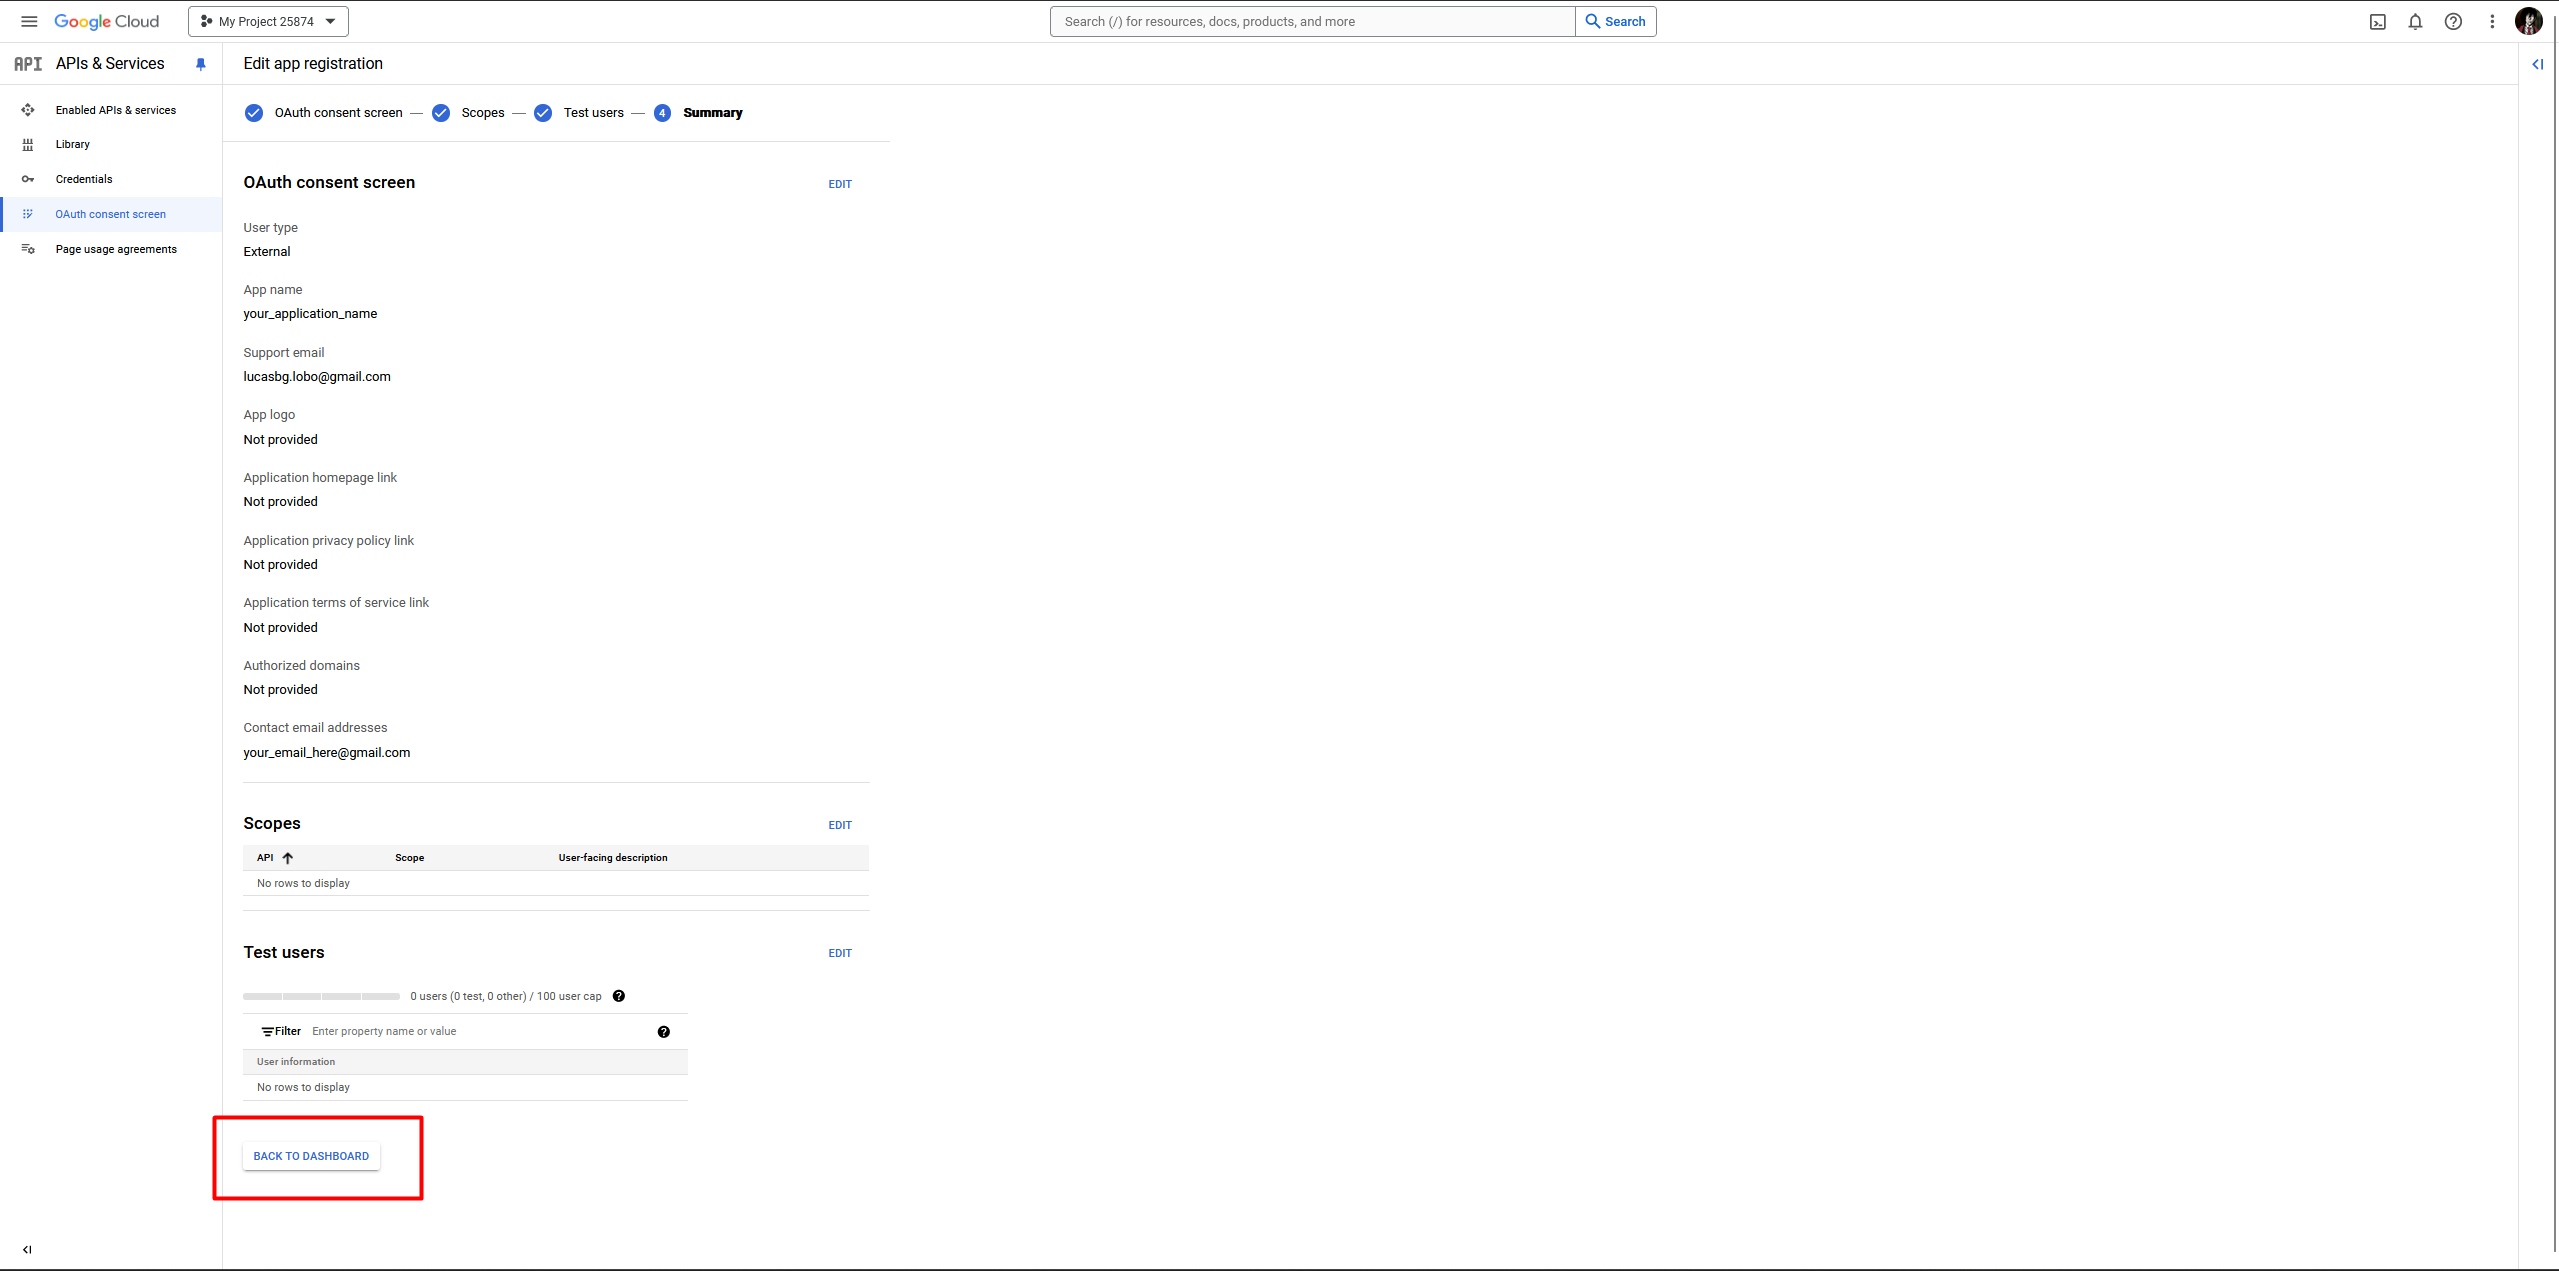 Google Cloud
My Project 25874
Search (/) for resources, docs, products, and more
Search
API
APIs & Services
Edit app registration
Enabled APIs & services
Library
Credentials
OAuth consent screen
Page usage agreements
OAuth consent screen — Scopes — Test users — 4 Summary
OAuth consent screen
EDIT
User type
External
App name
your_application_name
Support email
lucasbg.lobo@gmail.com
App logo
Not provided
Application homepage link
Not provided
Application privacy policy link
Not provided
Application terms of service link
Not provided
Authorized domains
Not provided
Contact email addresses
your_email_here@gmail.com
Scopes
EDIT
API Scope User-facing description
No rows to display
Test users
EDIT
0 users (0 test, 0 other) / 100 user cap
Filter Enter property name or value
User information
No rows to display
BACK TO DASHBOARD